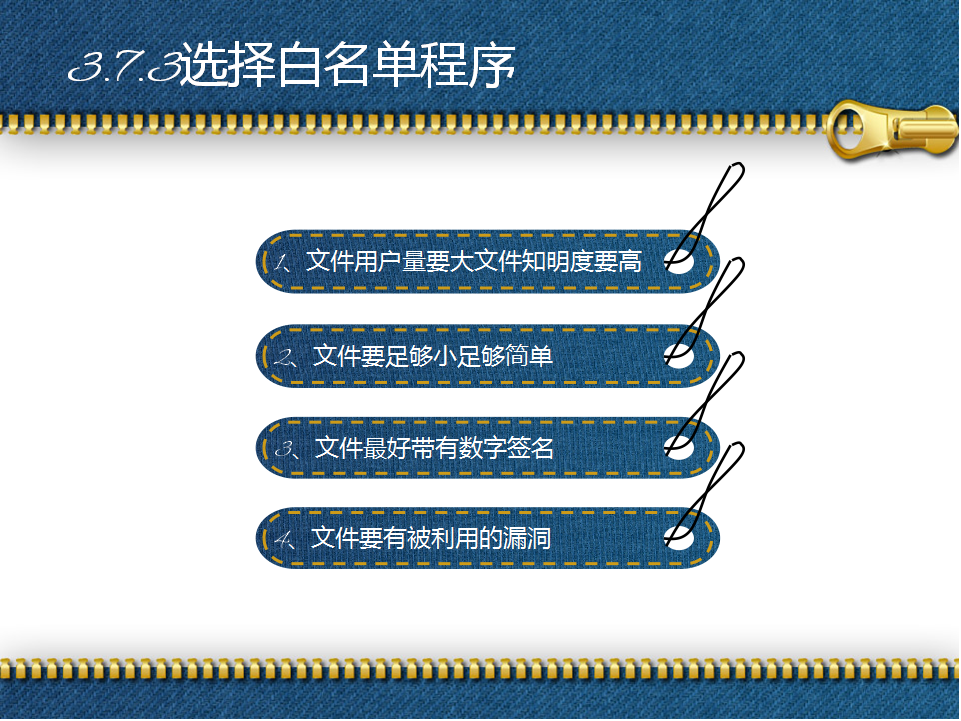 3.7.3选择白名单程序
1、文件用户量要大文件知明度要高
2、文件要足够小足够简单
3、文件最好带有数字签名
4、文件要有被利用的漏洞